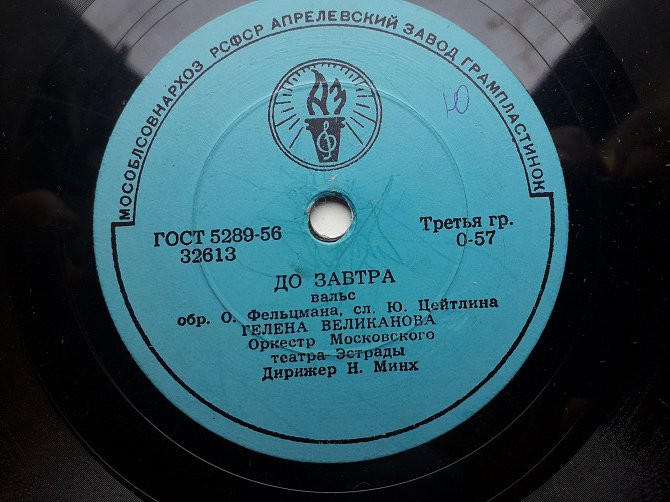 МОСОБЛСОВНАРХОЗ РСФСР АПРЕЛЕВСКИЙ ЗАВОД ГРАМПЛАСТИНОК
АЗ
Ю
ГОСТ 5289-56
32613
Третья гр.
0-57
ДО ЗАВТРА
вальс
обр. О. Фельцмана, сл. Ю. Цейтлина
ГЕЛЕНА ВЕЛИКАНОВА
Оркестр Московского
театра Эстрады
Дирижер Н. Минх